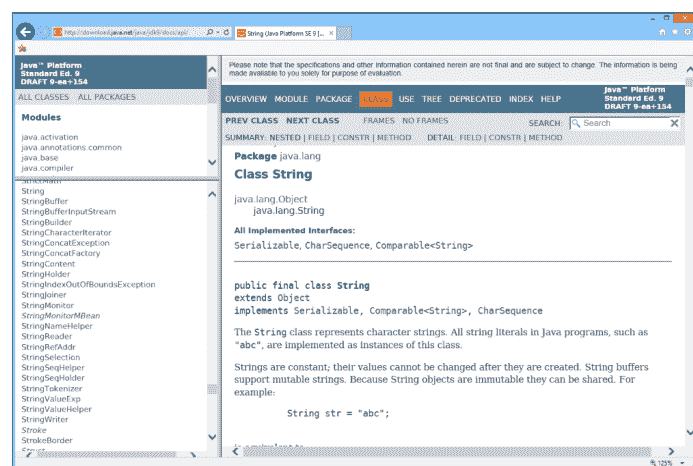 http://download.java.net/java/jdk9/docs/api/
String (Java Platform SE 9 [...
Java™ Platform
Standard Ed. 9
DRAFT 9-ea+154
ALL CLASSES ALL PACKAGES
Modules
java.activation
java.annotations.common
java.base
java.compiler
StrictMath
String
StringBuffer
StringBufferInputStream
StringBuilder
StringCharacterIterator
StringConcatException
StringConcatFactory
StringContent
StringHolder
StringIndexOutOfBoundsException
StringJoiner
StringMonitor
StringMonitorMBean
StringNameHelper
StringReader
StringRefAddr
StringSelection
StringSeqHelper
StringSeqHolder
StringTokenizer
StringValueExp
StringValueHelper
StringWriter
Stroke
StrokeBorder
Struct
Please note that the specifications and other information contained herein are not final and are subject to change. The information is being
made available to you solely for purpose of evaluation.
OVERVIEW MODULE PACKAGE CLASS USE TREE DEPRECATED INDEX HELP
Java™ Platform
Standard Ed. 9
DRAFT 9-ea+154
PREV CLASS NEXT CLASS FRAMES NO FRAMES
SEARCH: Search
SUMMARY: NESTED | FIELD | CONSTR | METHOD DETAIL: FIELD | CONSTR | METHOD
Package java.lang
Class String
java.lang.Object
java.lang.String
All Implemented Interfaces:
Serializable, CharSequence, Comparable<String>
public final class String
extends Object
implements Serializable, Comparable<String>, CharSequence
The String class represents character strings. All string literals in Java programs, such as
"abc", are implemented as instances of this class.
Strings are constant; their values cannot be changed after they are created. String buffers
support mutable strings. Because String objects are immutable they can be shared. For
example:
String str = "abc";
is equivalent to
125%